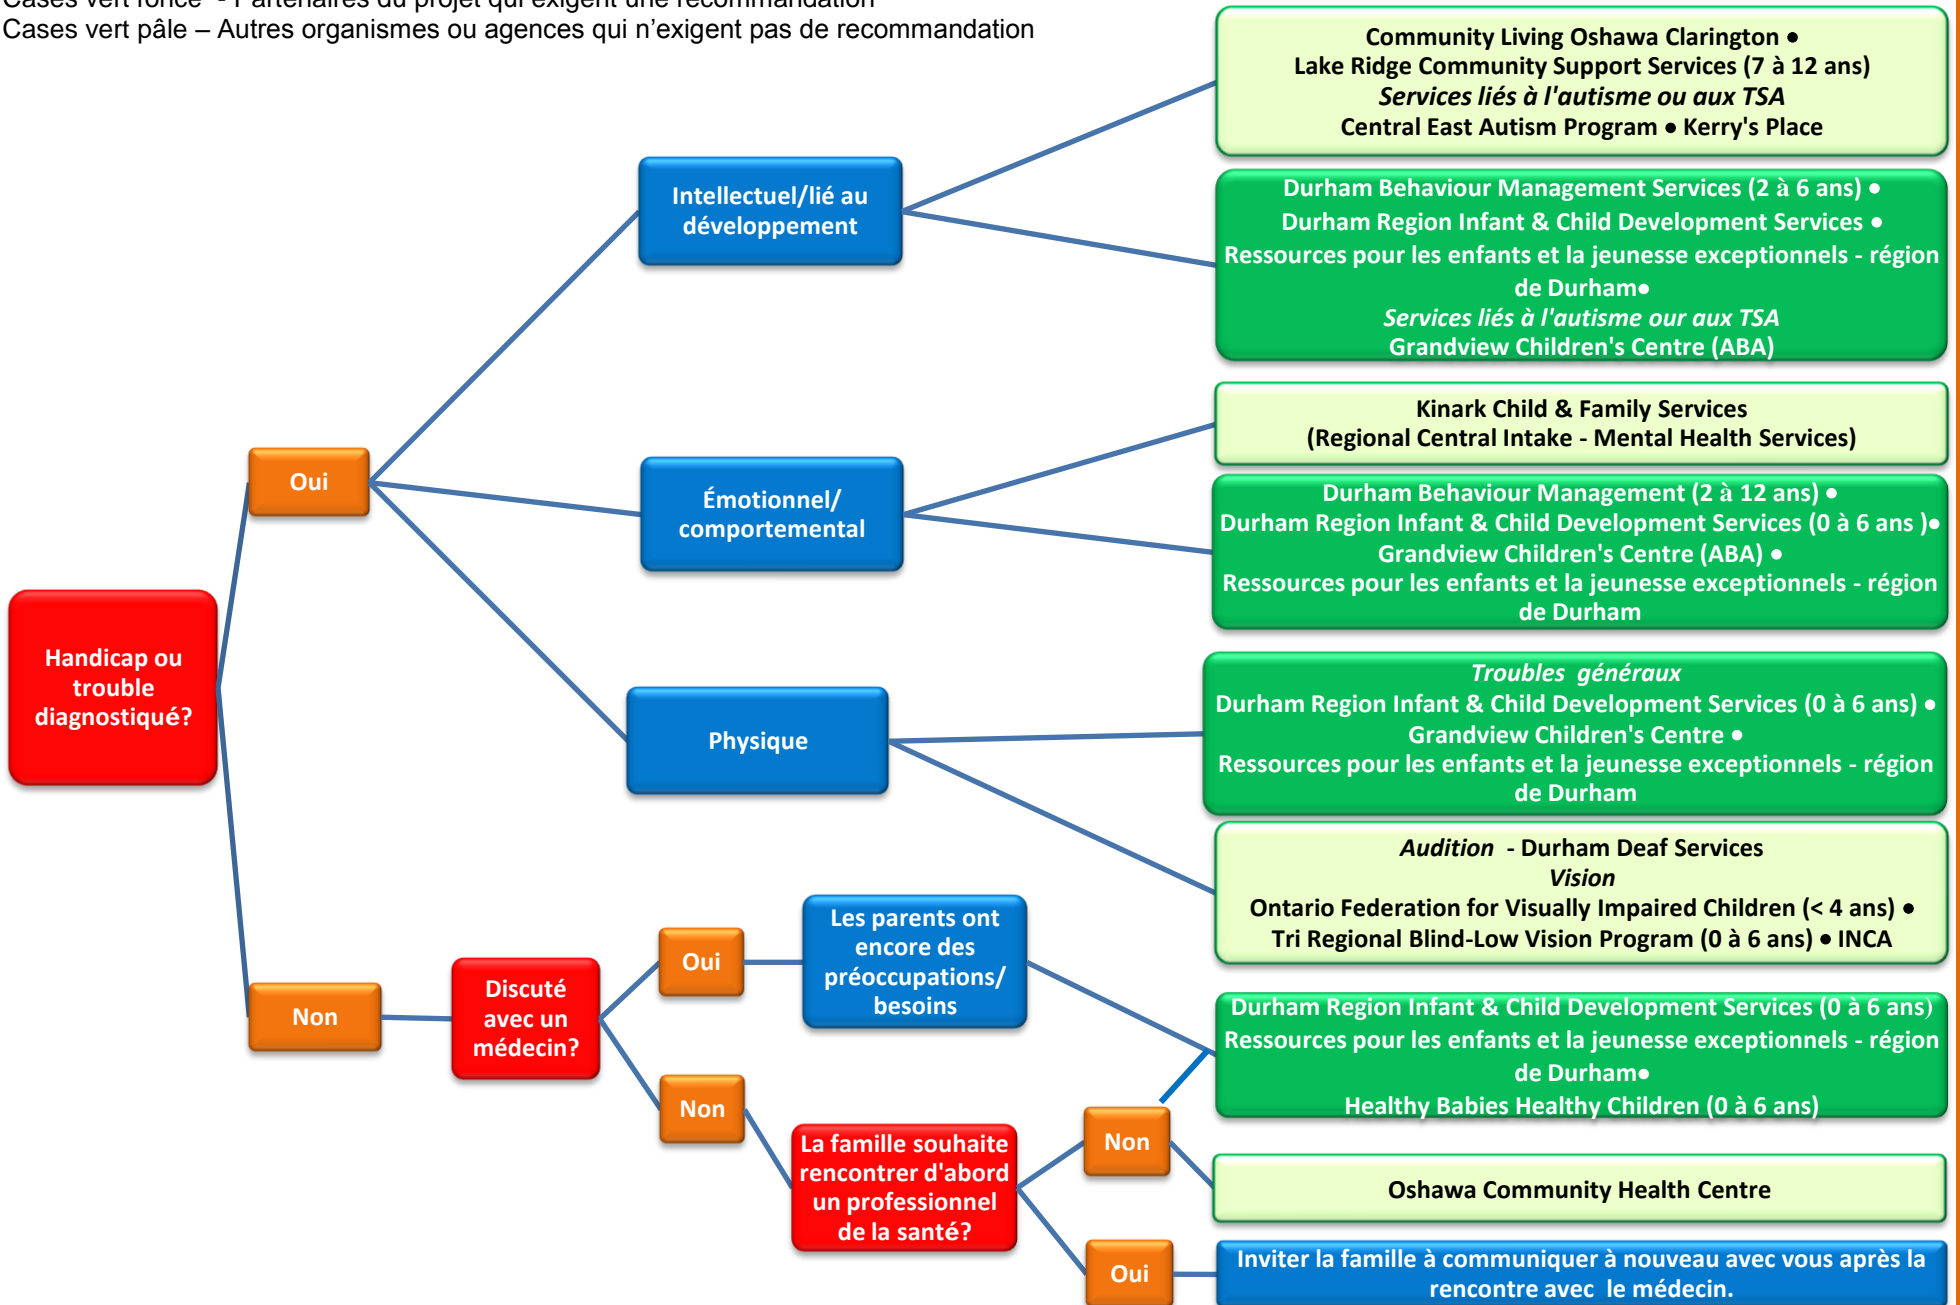 Cases vert foncé - Partenaires du projet qui exigent une recommandation
Cases vert pâle – Autres organismes ou agences qui n’exigent pas de recommandation
Community Living Oshawa Clarington •
Lake Ridge Community Support Services (7 à 12 ans)
Services liés à l'autisme ou aux TSA
Central East Autism Program • Kerry's Place
Intellectuel/lié au
développement
Durham Behaviour Management Services (2 à 6 ans) •
Durham Region Infant & Child Development Services •
Ressources pour les enfants et la jeunesse exceptionnels - région
de Durham•
Services liés à l'autisme our aux TSA
Grandview Children's Centre (ABA)
Kinark Child & Family Services
(Regional Central Intake - Mental Health Services)
Oui
Émotionnel/
comportemental
Durham Behaviour Management (2 à 12 ans) •
Durham Region Infant & Child Development Services (0 à 6 ans )•
Grandview Children's Centre (ABA) •
Ressources pour les enfants et la jeunesse exceptionnels - région
de Durham
Handicap ou
trouble
diagnostiqué?
Physique
Troubles généraux
Durham Region Infant & Child Development Services (0 à 6 ans) •
Grandview Children's Centre •
Ressources pour les enfants et la jeunesse exceptionnels - région
de Durham
Audition - Durham Deaf Services
Vision
Ontario Federation for Visually Impaired Children (< 4 ans) •
Tri Regional Blind-Low Vision Program (0 à 6 ans) • INCA
Non
Discuté
avec un
médecin?
Oui
Les parents ont
encore des
préoccupations/
besoins
Durham Region Infant & Child Development Services (0 à 6 ans)
Ressources pour les enfants et la jeunesse exceptionnels - région
de Durham•
Healthy Babies Healthy Children (0 à 6 ans)
Non
La famille souhaite
rencontrer d'abord
un professionnel
de la santé?
Non
Oshawa Community Health Centre
Oui
Inviter la famille à communiquer à nouveau avec vous après la
rencontre avec le médecin.